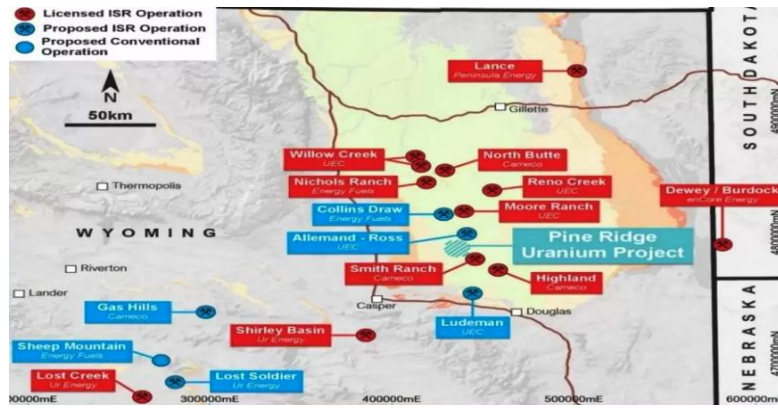 Licensed ISR Operation
Proposed ISR Operation
Proposed Conventional
Operation
N
50km
Lance
Peninsula Energy
Gillette
SOUTH DAKOTA
4900000mN
Willow Creek
UEC
North Butte
Cameco
Nichols Ranch
Energy Fuels
Reno Creek
UEC
Dewey / Burdock
enCore Energy
Thermopolis
Collins Draw
Energy Fuels
Moore Ranch
UEC
WYOMING
Allemand - Ross
UEC
Pine Ridge
Uranium Project
4800000mN
Riverton
Smith Ranch
Cameco
Highland
Cameco
Lander
Casper
Gas Hills
Cameco
Douglas
Ludeman
UEC
Shirley Basin
Ur Energy
NEBRASKA
Sheep Mountain
Energy Fuels
4700000mN
Lost Creek
Ur Energy
Lost Soldier
Ur Energy
00000mE
300000mE
400000mE
500000mE
600000mE